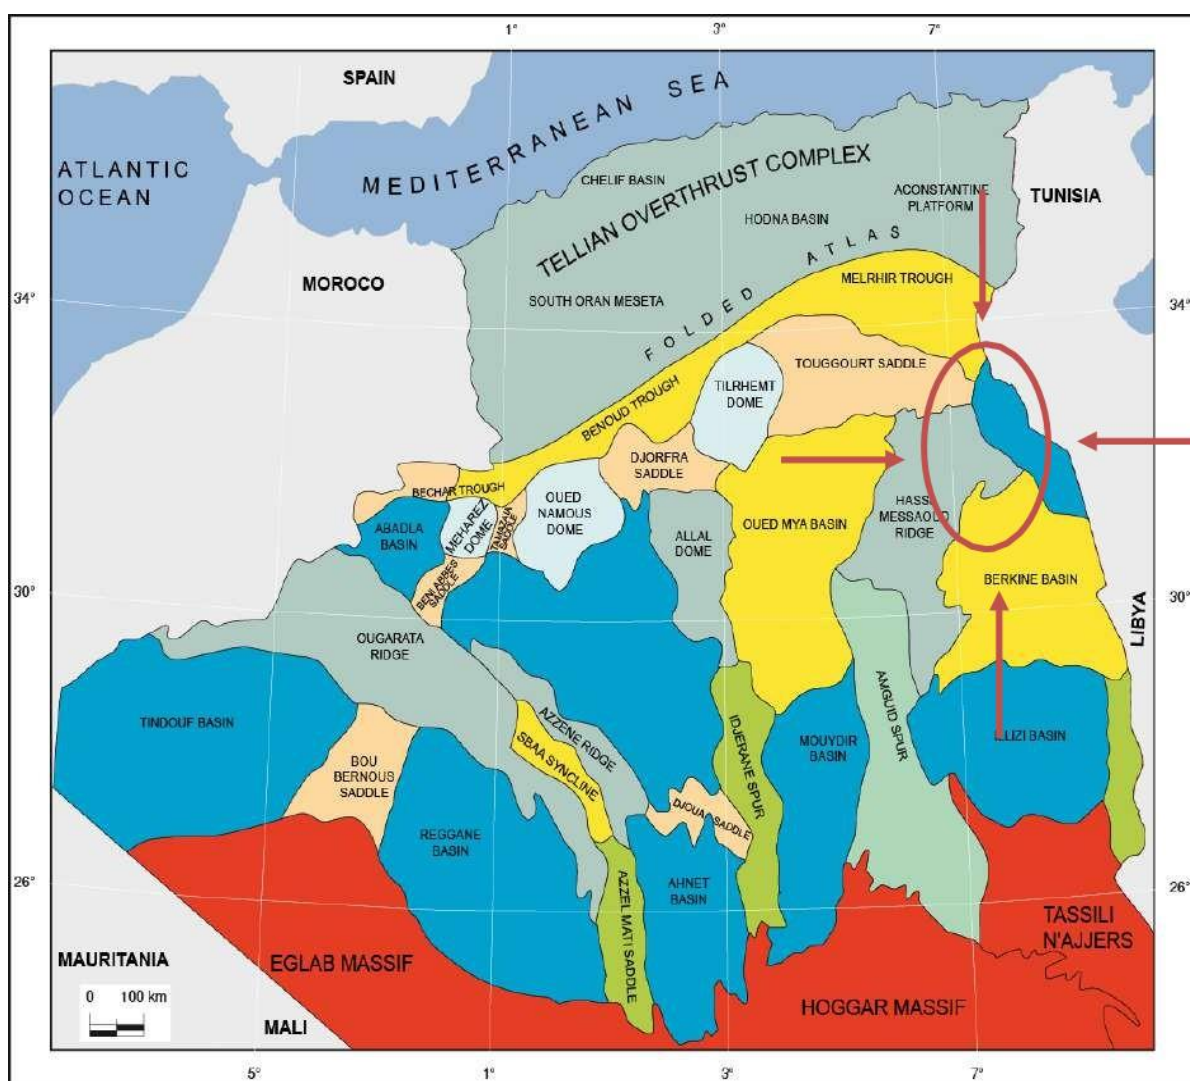 1°
3°
7°
SPAIN
MEDITERRANEAN SEA
ATLANTIC
OCEAN
TELLIAN OVERTHRUST COMPLEX
CHELIF BASIN
ACONSTANTINE
PLATFORM
TUNISIA
HODNA BASIN
FOLDED ATLAS
MOROCO
MELRHIR TROUGH
34°
34°
SOUTH ORAN MESETA
TOUGGOURT SADDLE
TILRHEMT
DOME
BENOUD TROUGH
DJORFRA
SADDLE
BECHAR TROUGH
OUED
NAMOUS
DOME
HASSI
MESSAOUD
RIDGE
ABADLA
BASIN
MEHAREZ
DOME
TAMAZAIA
SADDLE
ALLAL
DOME
OUED MYA BASIN
BENI ABBES
SADDLE
BERKINE BASIN
30°
30°
LIBYA
OUGARATA
RIDGE
AMGUID SPUR
TINDOUF BASIN
AZZENE RIDGE
IDJERANE SPUR
MOUYDIR
BASIN
ILLIZI BASIN
SBAA SYNCLINE
BOU
BERNOUS
SADDLE
DJOUA SADDLE
REGGANE
BASIN
26°
26°
AHNET
BASIN
AZZEL MATI SADDLE
TASSILI
N'AJJERS
MAURITANIA
EGLAB MASSIF
0 100 km
HOGGAR MASSIF
MALI
5°
1°
3°
7°